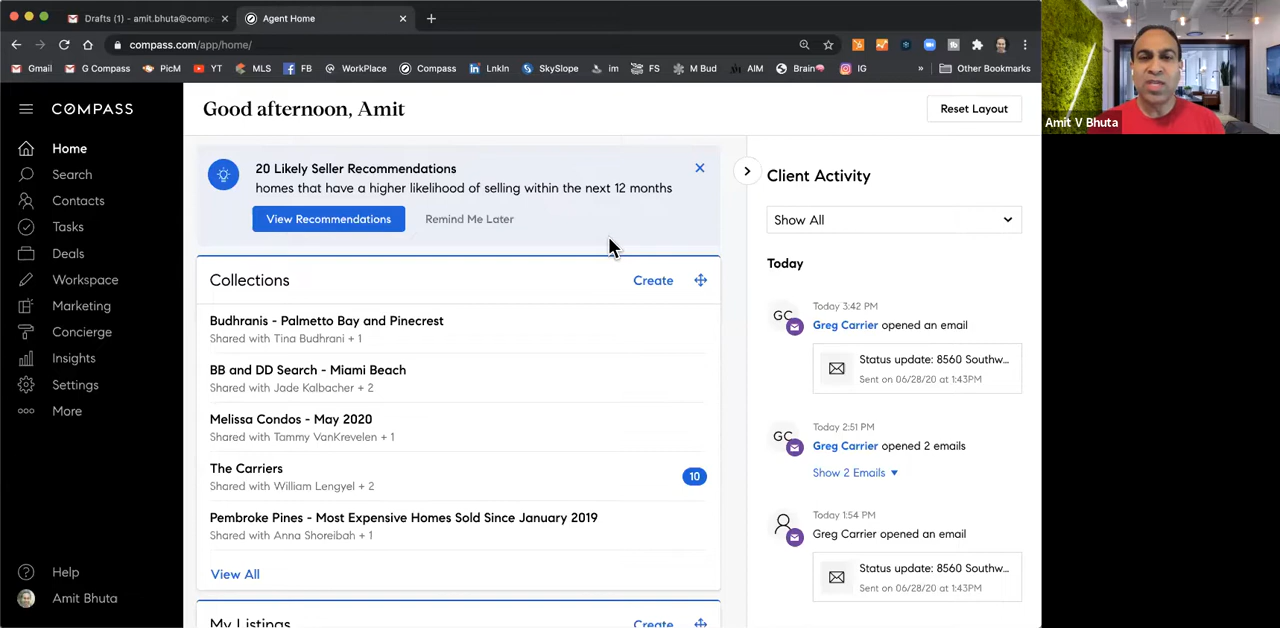 Drafts (1) - amit.bhuta@comp
Agent Home
compass.com/app/home/
Gmail
G Compass
PicM
YT
MLS
FB
WorkPlace
Compass
LnkIn
SkySlope
im
FS
M Bud
AIM
Brain
IG
»
Other Bookmarks
COMPASS
Home
Search
Contacts
Tasks
Deals
Workspace
Marketing
Concierge
Insights
Settings
More
Help
Amit Bhuta
Good afternoon, Amit
Reset Layout
20 Likely Seller Recommendations
homes that have a higher likelihood of selling within the next 12 months
View Recommendations
Remind Me Later
Collections
Create
Budhranis - Palmetto Bay and Pinecrest
Shared with Tina Budhrani + 1
BB and DD Search - Miami Beach
Shared with Jade Kalbacher + 2
Melissa Condos - May 2020
Shared with Tammy VanKrevelen + 1
The Carriers
Shared with William Lengyel + 2
10
Pembroke Pines - Most Expensive Homes Sold Since January 2019
Shared with Anna Shoreibah + 1
View All
My Listings
Create
Client Activity
Show All
Today
GC
Today 3:42 PM
Greg Carrier opened an email
Status update: 8560 Southw...
Sent on 06/28/20 at 1:43PM
GC
Today 2:51 PM
Greg Carrier opened 2 emails
Show 2 Emails
Today 1:54 PM
Greg Carrier opened an email
Status update: 8560 Southw...
Sent on 06/28/20 at 1:43PM
Amit V Bhuta